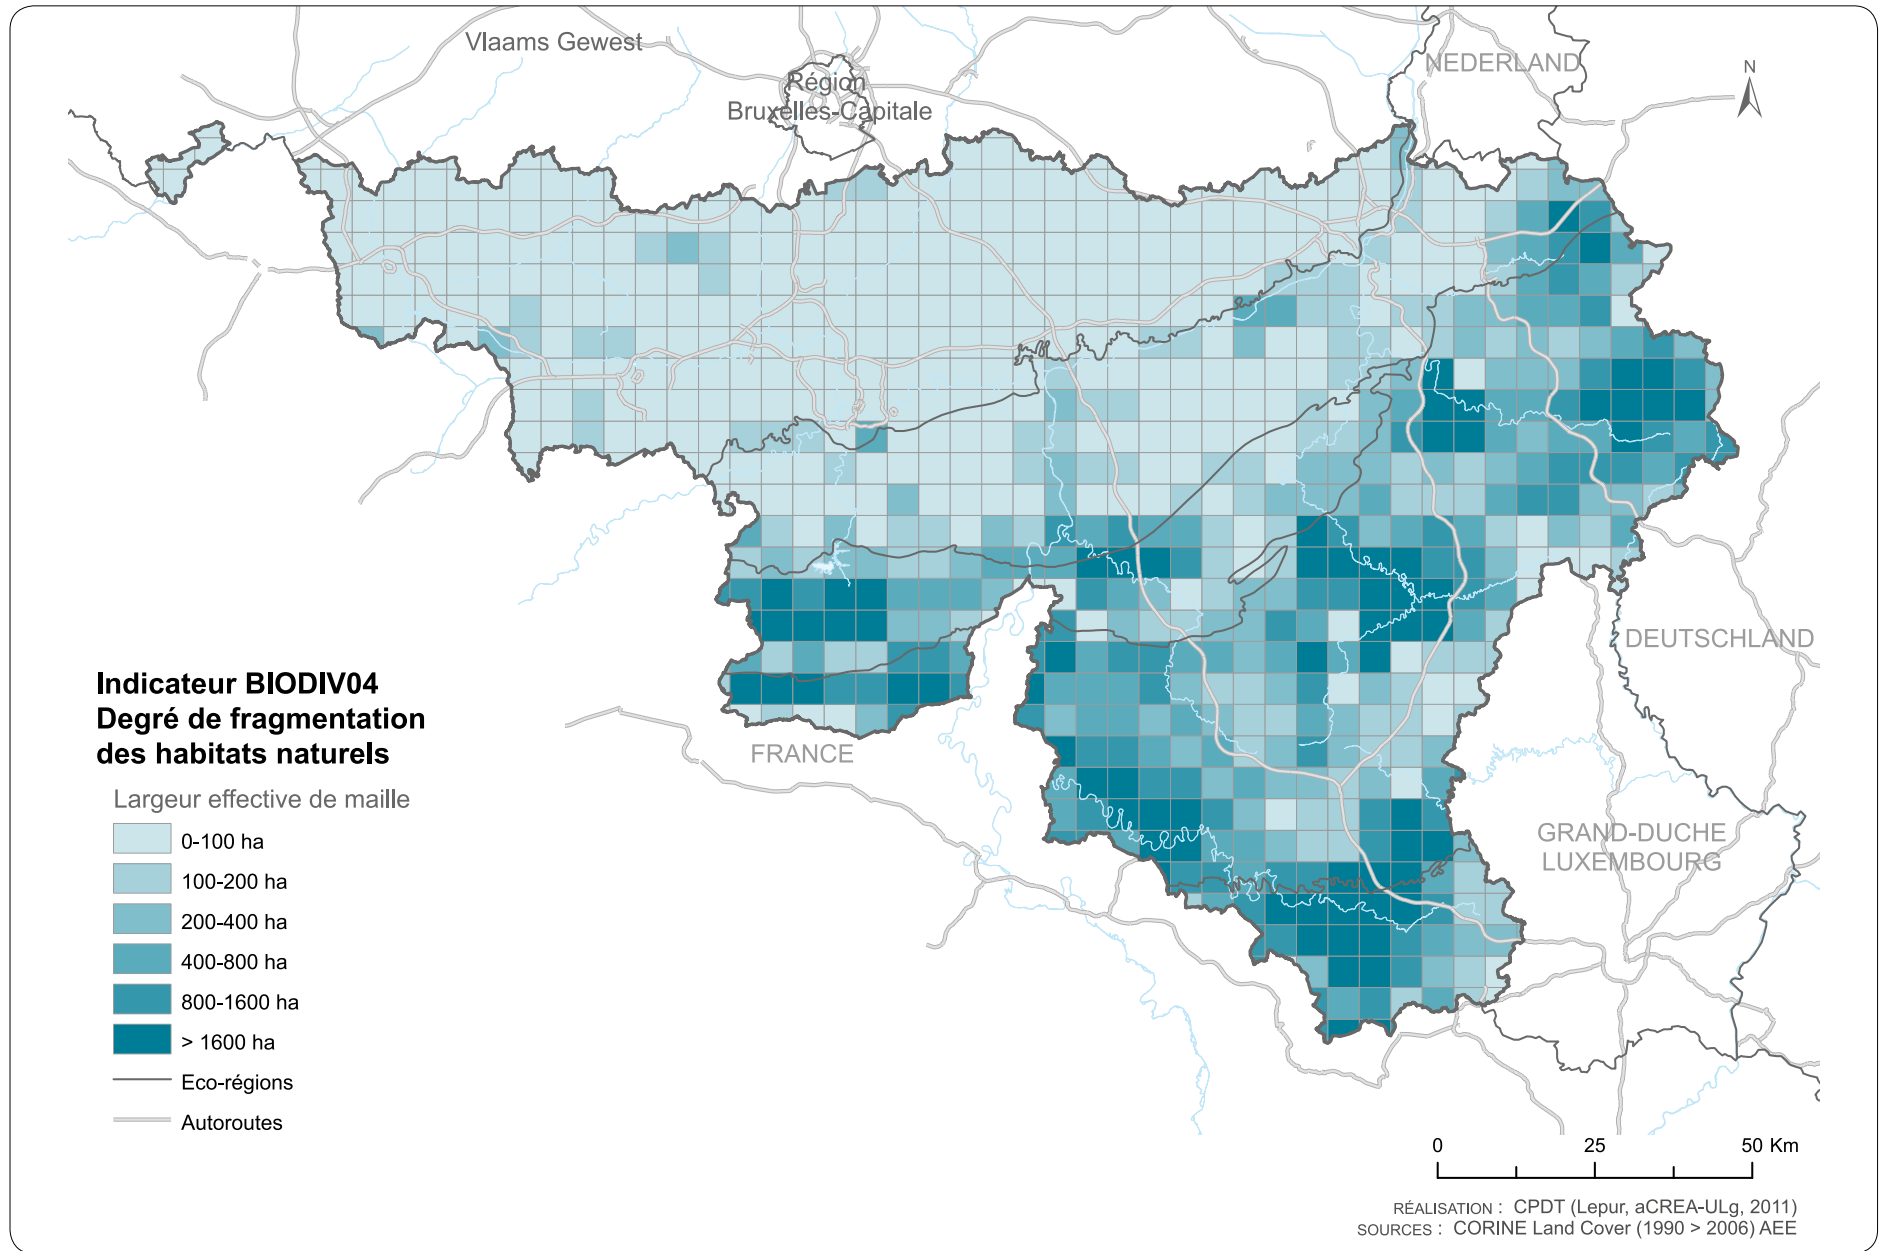 Vlaams Gewest
NEDERLAND
N
Région
Bruxelles-Capitale
DEUTSCHLAND
Indicateur BIODIV04
Degré de fragmentation
des habitats naturels
FRANCE
Largeur effective de maille
0-100 ha
100-200 ha
200-400 ha
400-800 ha
800-1600 ha
> 1600 ha
Eco-régions
Autoroutes
GRAND-DUCHE
LUXEMBOURG
0 25 50 Km
RÉALISATION : CPDT (Lepur, aCREA-ULg, 2011)
SOURCES : CORINE Land Cover (1990 > 2006) AEE